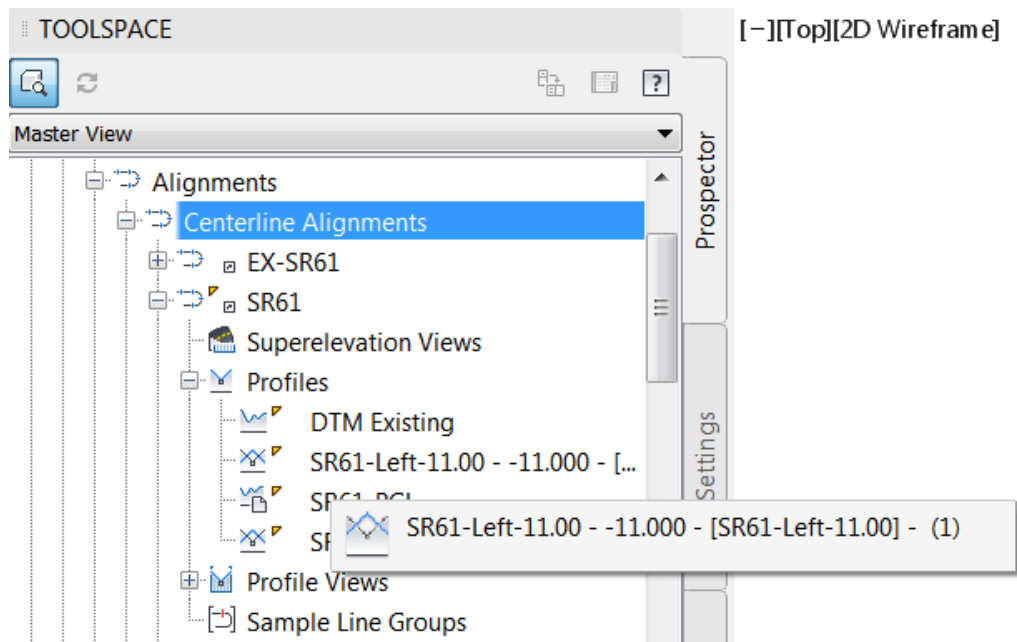 TOOLSPACE
[−][Top][2D Wireframe]
?
Master View
Prospector
Alignments
Centerline Alignments
EX-SR61
SR61
Superelevation Views
Profiles
DTM Existing
SR61-Left-11.00 - -11.000 - [...
Settings
SR61-Left-11.00 - -11.000 - [SR61-Left-11.00] - (1)
Profile Views
Sample Line Groups